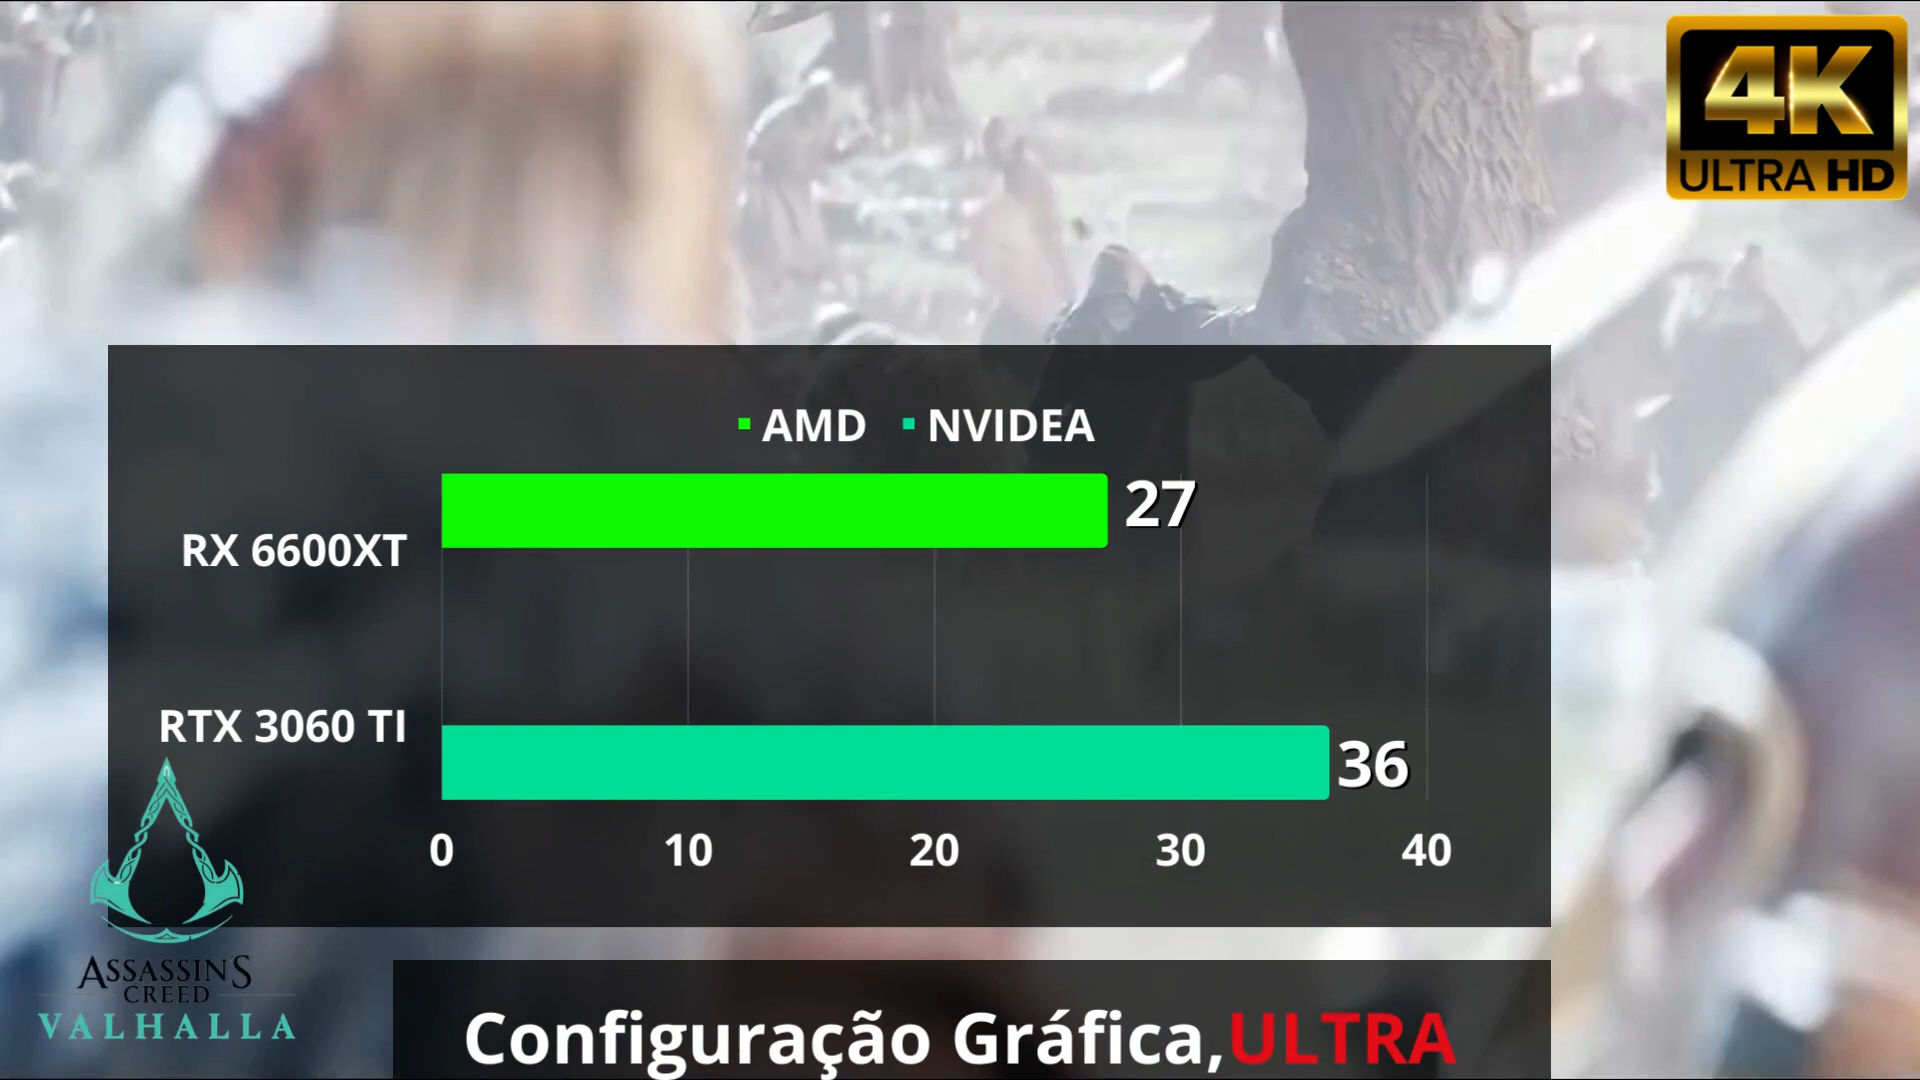 4K
ULTRA HD
AMD NVIDEA
RX 6600XT 27
RTX 3060 TI 36
0 10 20 30 40
ASSASSIN'S
CREED
VALHALLA
Configuração Gráfica,ULTRA